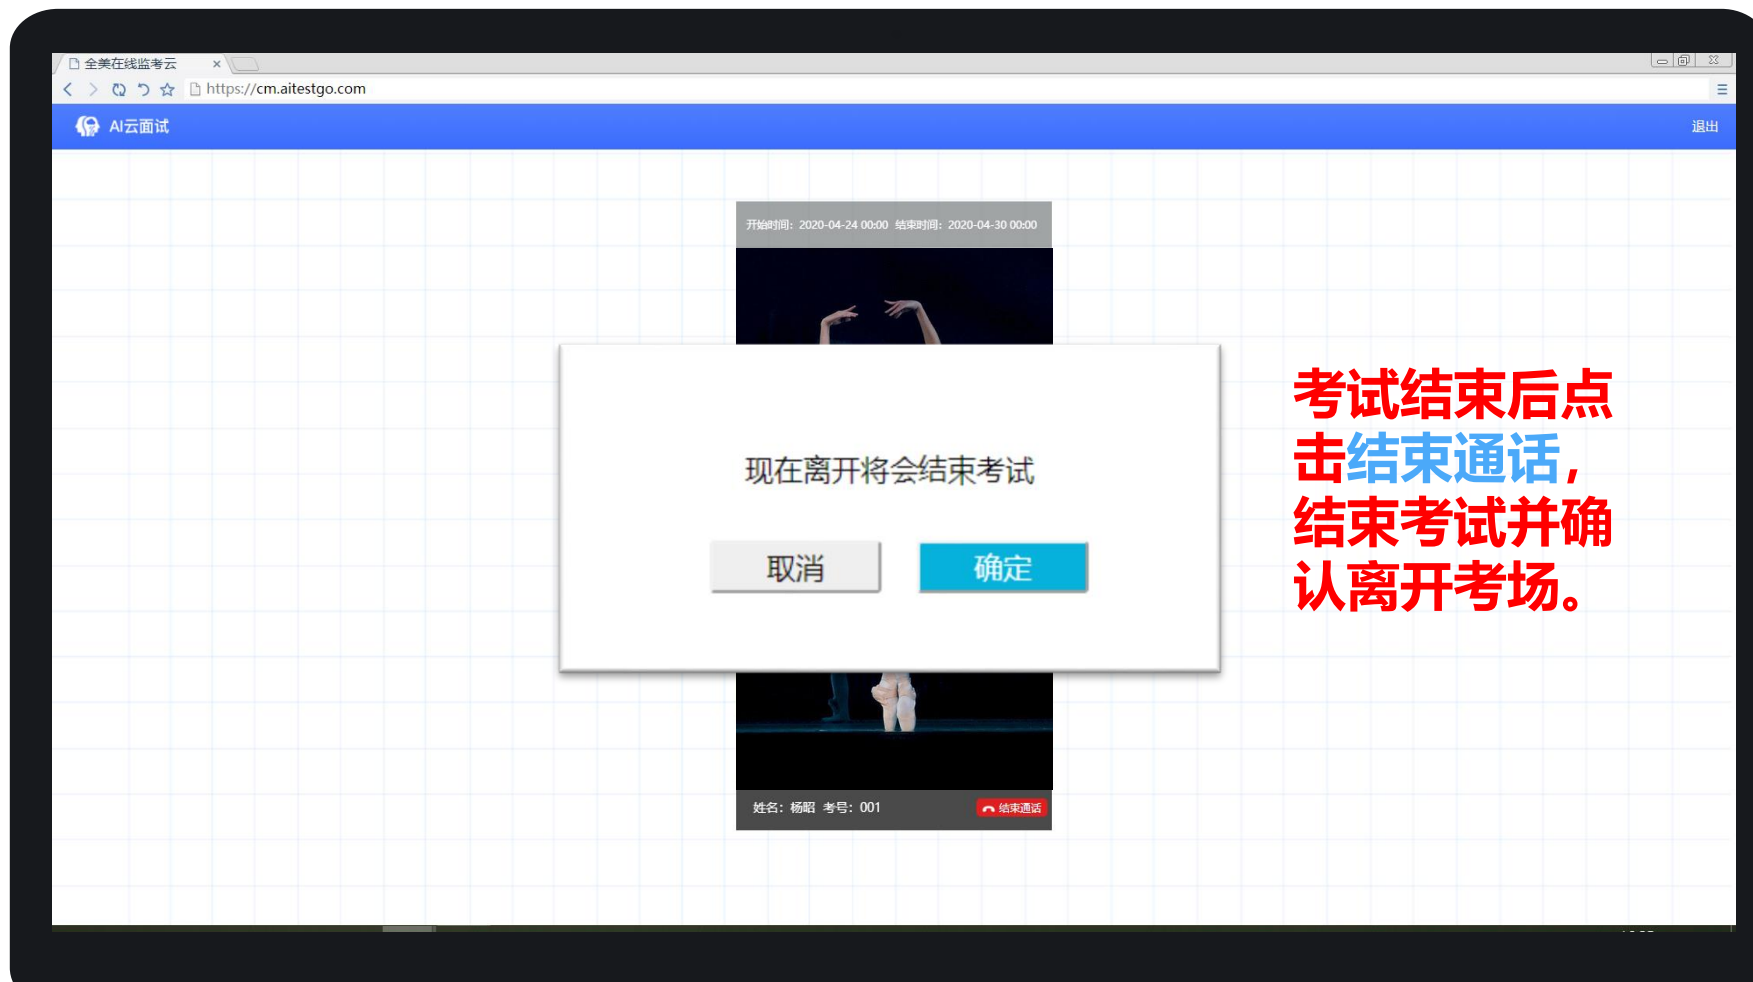 全美在线监考云
https://cm.aitestgo.com
AI云面试
退出
开始时间：2020-04-24 00:00 结束时间：2020-04-30 00:00
现在离开将会结束考试
取消
确定
考试结束后点
击结束通话，
结束考试并确
认离开考场。
姓名：杨昭 考号：001
结束通话